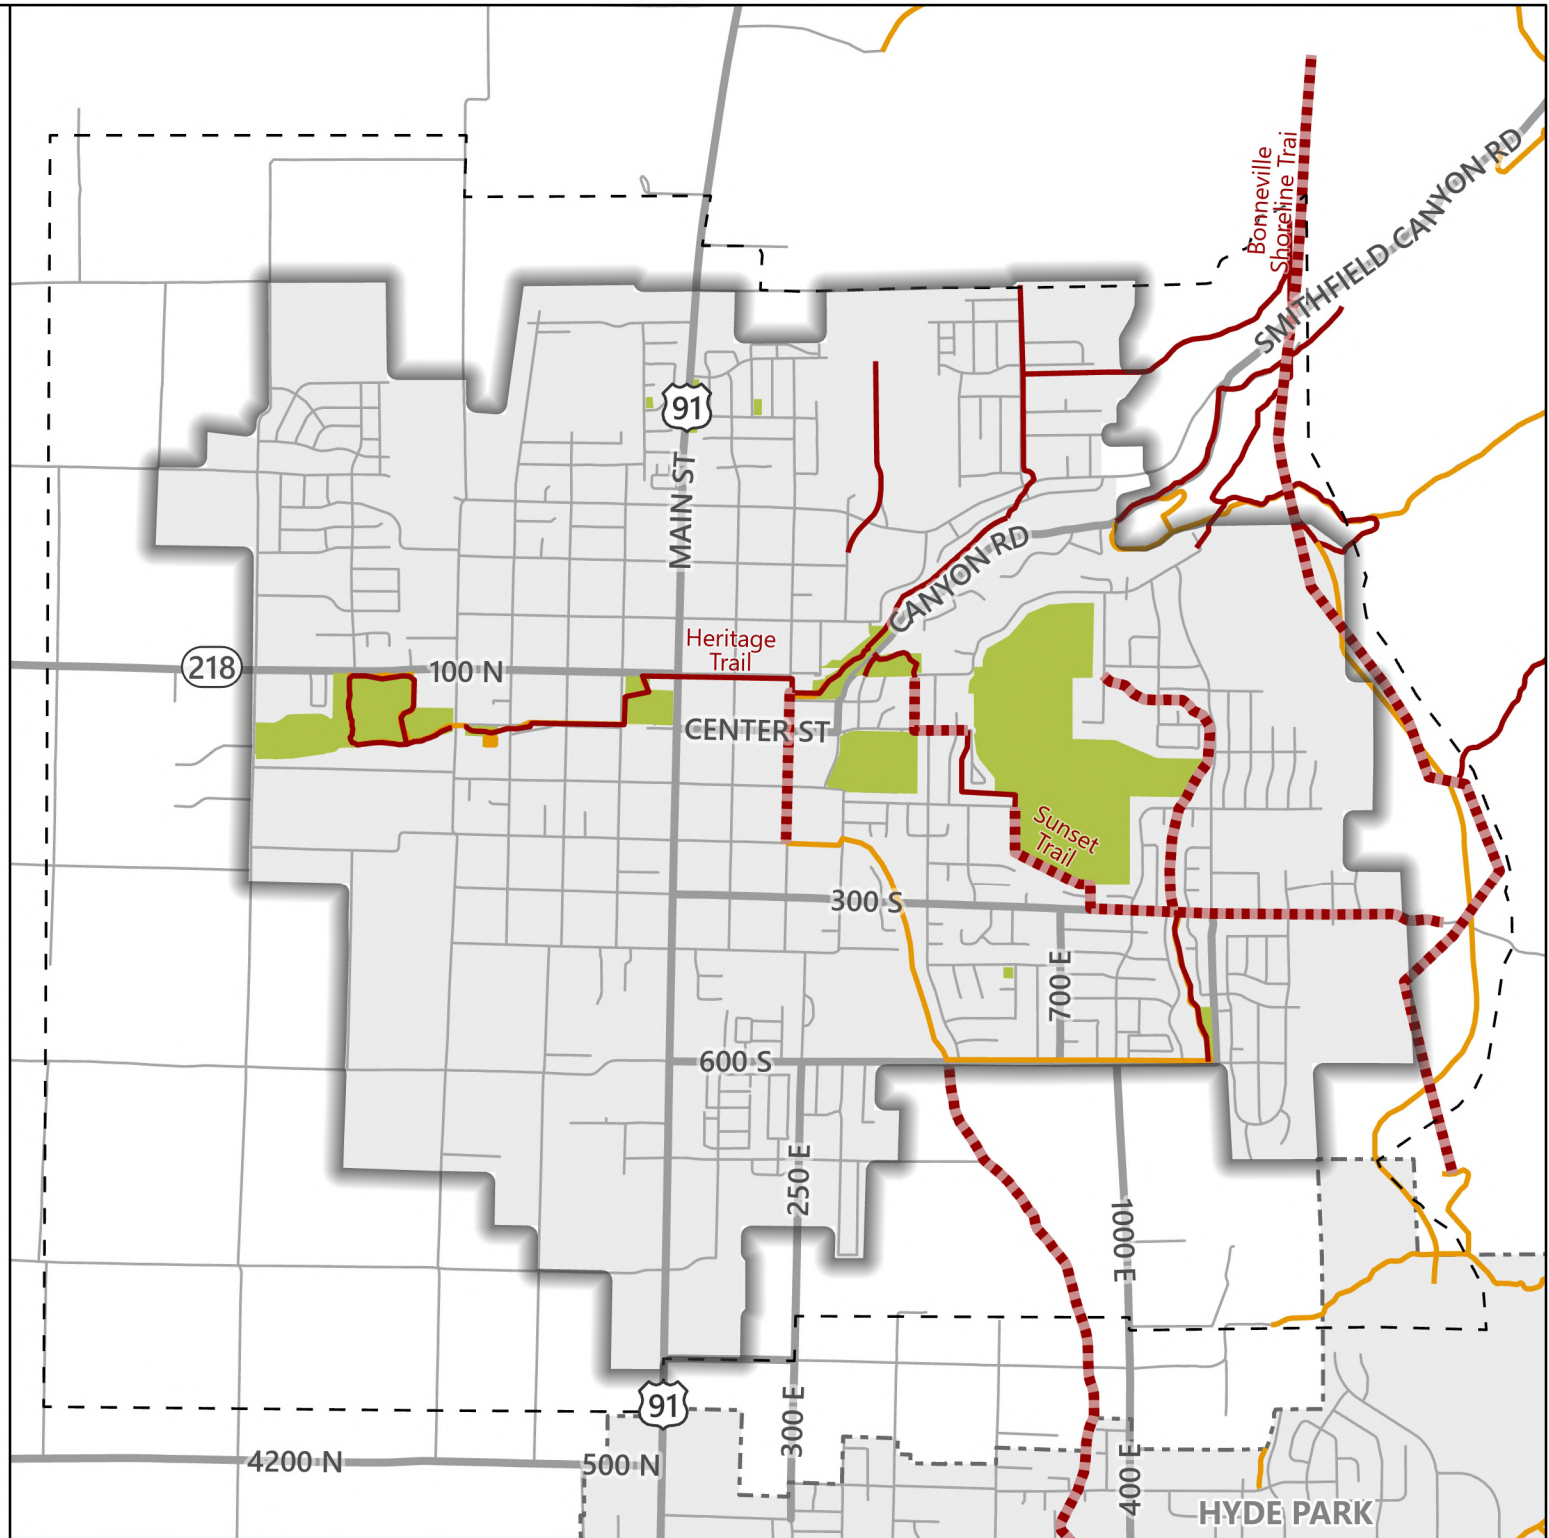 Bonneville
Shoreline Trai
SMITHFIELD CANYON RD
91
MAIN ST
CANYON RD
Heritage
Trail
218
100 N
CENTER ST
Sunset
Trail
300 S
700 E
600 S
250 E
1000 E
91
300 E
4200 N
500 N
400 E
HYDE PARK